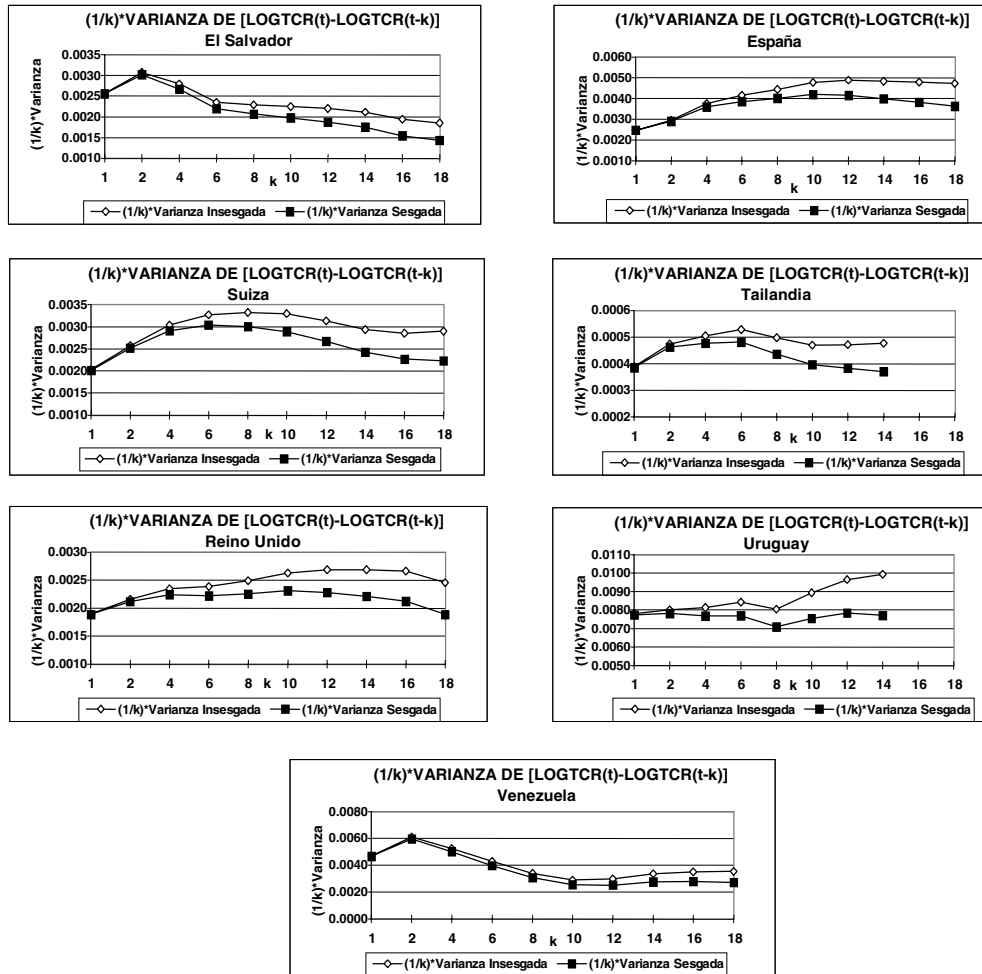 (1/k)*VARIANZA DE [LOGTCR(t)-LOGTCR(t-k)]
El Salvador
(1/k)*Varianza
0.0035
0.0030
0.0025
0.0020
0.0015
0.0010
1 2 4 6 8 10 12 14 16 18
k
(1/k)*Varianza Insesgada (1/k)*Varianza Sesgada
(1/k)*VARIANZA DE [LOGTCR(t)-LOGTCR(t-k)]
España
(1/k)*Varianza
0.0060
0.0050
0.0040
0.0030
0.0020
0.0010
1 2 4 6 8 10 12 14 16 18
k
(1/k)*Varianza Insesgada (1/k)*Varianza Sesgada
(1/k)*VARIANZA DE [LOGTCR(t)-LOGTCR(t-k)]
Suiza
(1/k)*Varianza
0.0035
0.0030
0.0025
0.0020
0.0015
0.0010
1 2 4 6 8 k 10 12 14 16 18
(1/k)*Varianza Insesgada (1/k)*Varianza Sesgada
(1/k)*VARIANZA DE [LOGTCR(t)-LOGTCR(t-k)]
Tailandia
(1/k)*Varianza
0.0006
0.0005
0.0004
0.0003
0.0002
1 2 4 6 8 k 10 12 14 16 18
(1/k)*Varianza Insesgada (1/k)*Varianza Sesgada
(1/k)*VARIANZA DE [LOGTCR(t)-LOGTCR(t-k)]
Reino Unido
(1/k)*Varianza
0.0030
0.0025
0.0020
0.0015
0.0010
1 2 4 6 8 k 10 12 14 16 18
(1/k)*Varianza Insesgada (1/k)*Varianza Sesgada
(1/k)*VARIANZA DE [LOGTCR(t)-LOGTCR(t-k)]
Uruguay
(1/k)*Varianza
0.0110
0.0100
0.0090
0.0080
0.0070
0.0060
0.0050
1 2 4 6 8 k 10 12 14 16 18
(1/k)*Varianza Insesgada (1/k)*Varianza Sesgada
(1/k)*VARIANZA DE [LOGTCR(t)-LOGTCR(t-k)]
Venezuela
(1/k)*Varianza
0.0080
0.0060
0.0040
0.0020
0.0000
1 2 4 6 8 k 10 12 14 16 18
(1/k)*Varianza Insesgada (1/k)*Varianza Sesgada